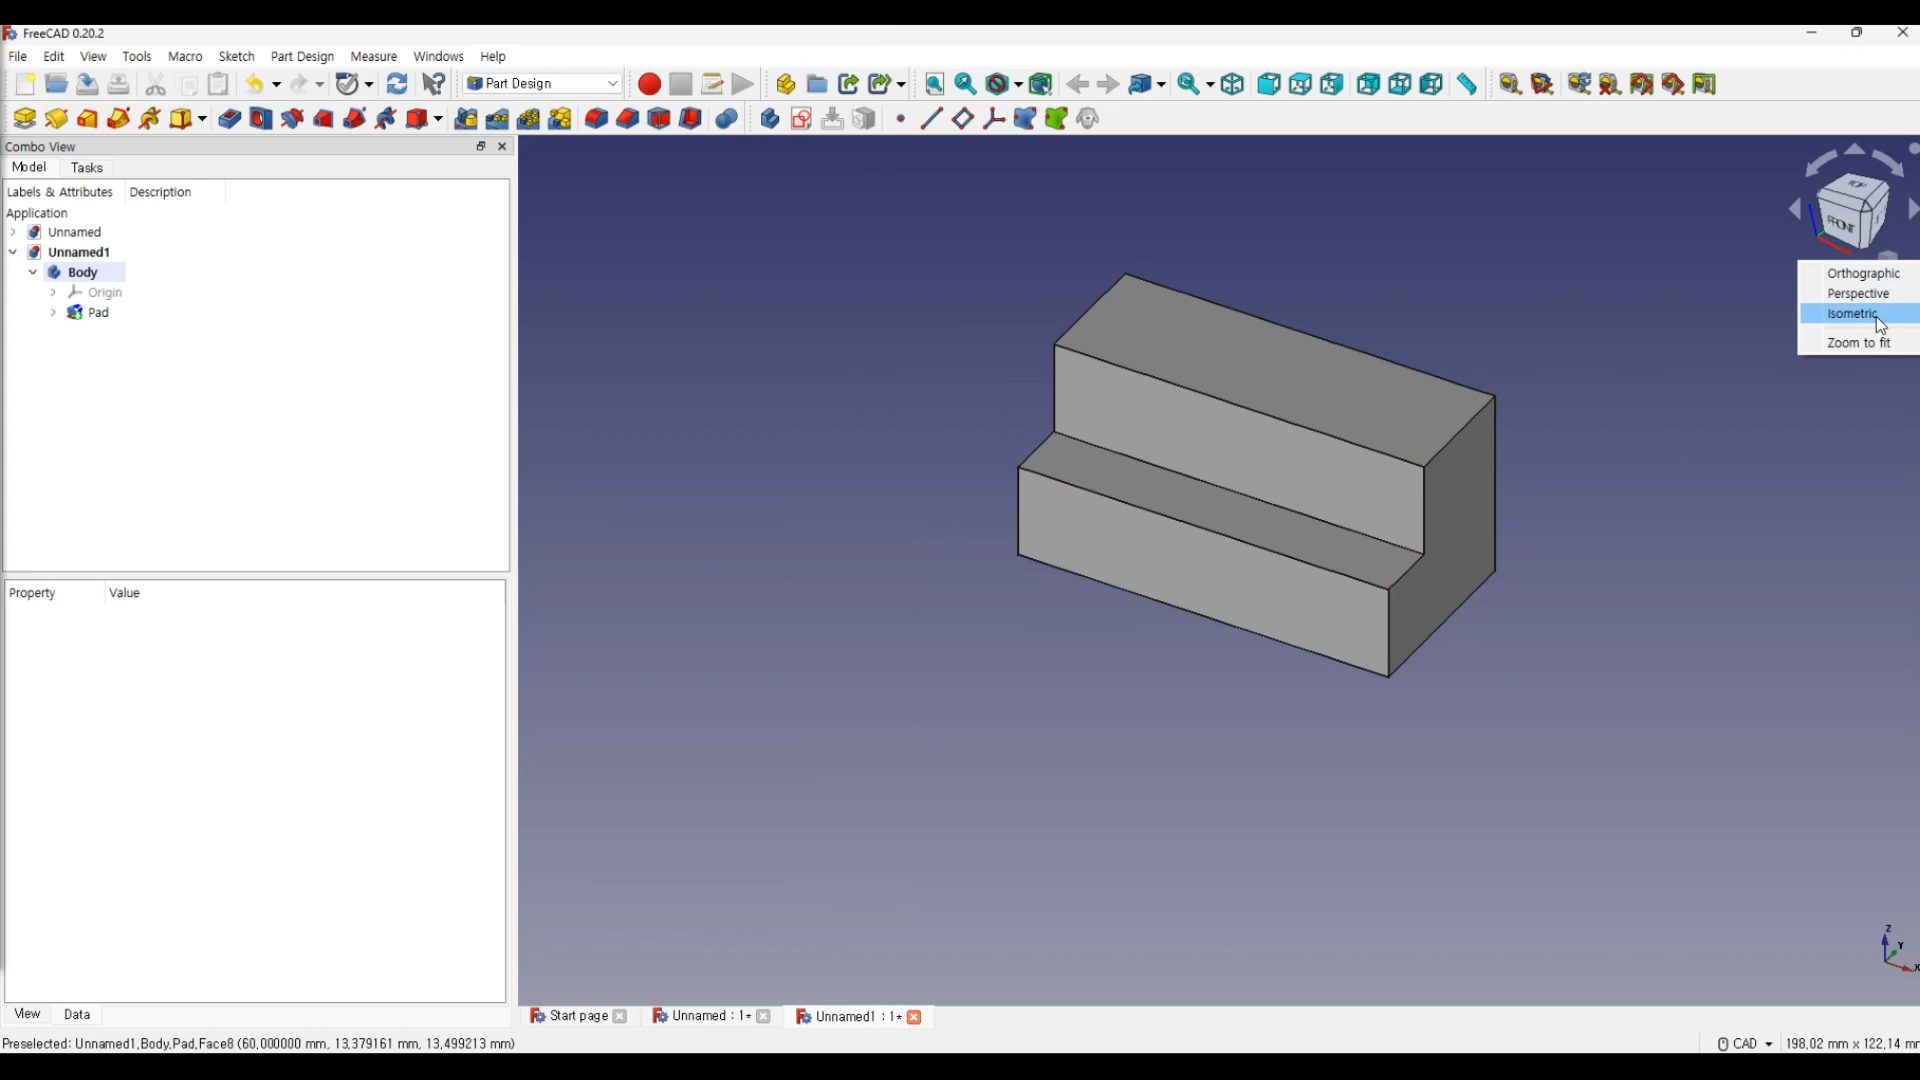 FreeCAD 0.20.2
File Edit View Tools Macro Sketch Part Design Measure Windows Help
Part Design
Combo View
Model Tasks
Labels & Attributes Description
Application
Unnamed
Unnamed1
Body
Origin
Pad
TOP
FRONT
Orthographic
Perspective
Isometric
Zoom to fit
Property Value
Z
Y
X
View Data
Start page Unnamed : 1* Unnamed1 : 1*
Preselected: Unnamed1.Body.Pad.Face8 (60,000000 mm, 13,379161 mm, 13,499213 mm)
CAD 198,02 mm x 122,14 mm